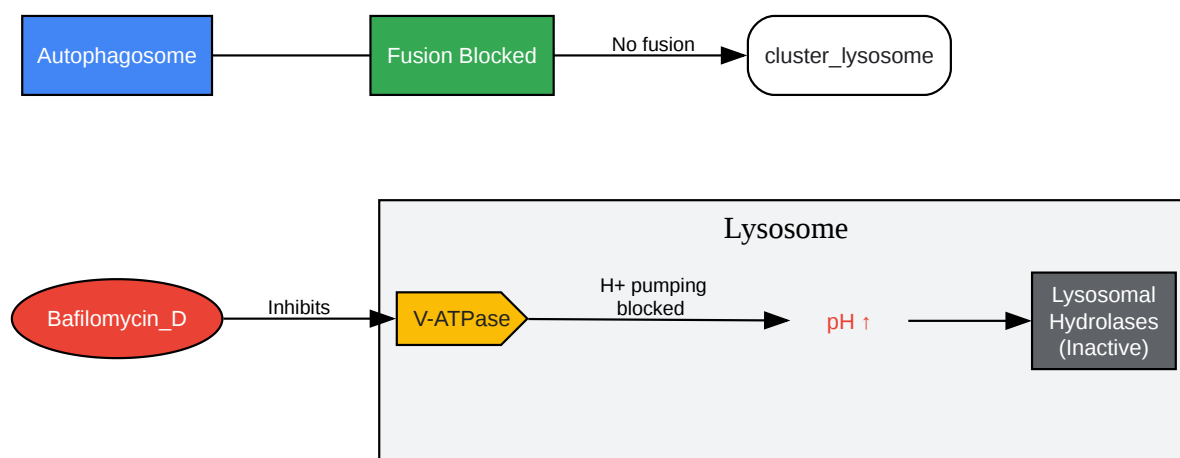 Autophagosome
Fusion Blocked
No fusion
cluster_lysosome
Lysosome
Bafilomycin_D
Inhibits
V-ATPase
H+ pumping
blocked
pH ↑
Lysosomal
Hydrolases
(Inactive)